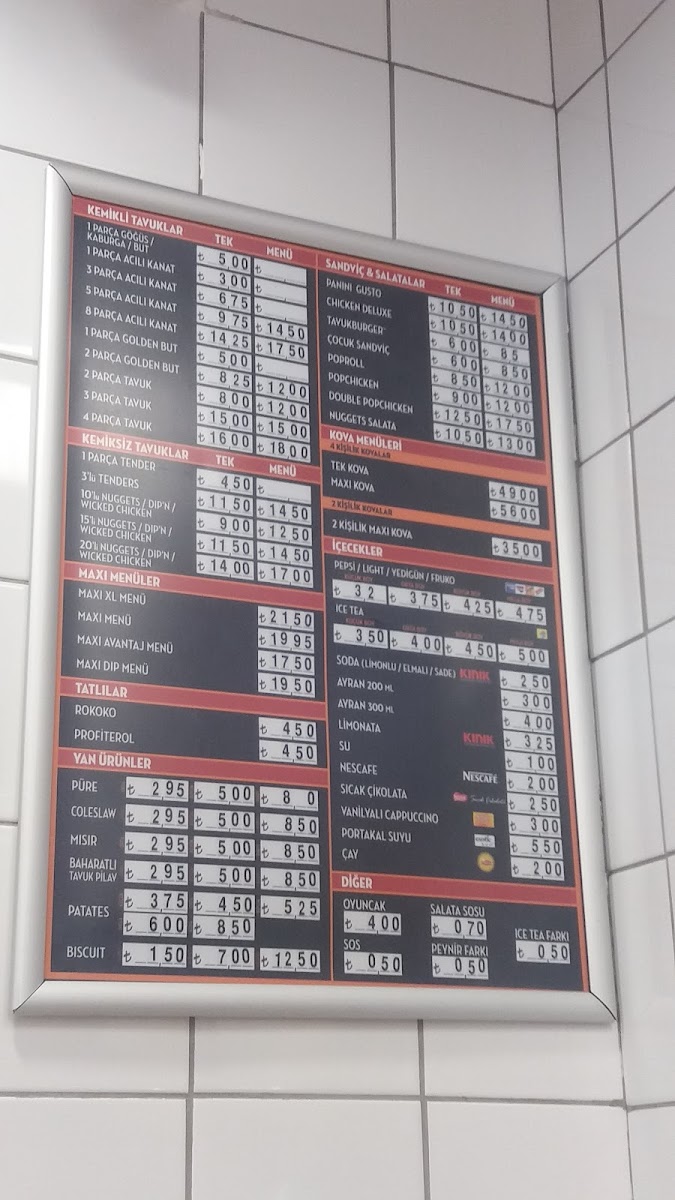 KEMİKLİ TAVUKLAR TEK MENÜ
1 PARÇA GÖĞÜS /
KABURGA / BUT ₺ 5,00 ₺
1 PARÇA ACILI KANAT ₺ 3,00 ₺
3 PARÇA ACILI KANAT ₺ 6,75 ₺
5 PARÇA ACILI KANAT ₺ 9,75 ₺ 14,50
8 PARÇA ACILI KANAT ₺ 14,25 ₺ 17,50
1 PARÇA GOLDEN BUT ₺ 5,00 ₺
2 PARÇA GOLDEN BUT ₺ 8,25 ₺ 12,00
2 PARÇA TAVUK ₺ 8,00 ₺ 12,00
3 PARÇA TAVUK ₺ 15,00 ₺ 15,00
4 PARÇA TAVUK ₺ 16,00 ₺ 18,00
KEMİKSİZ TAVUKLAR TEK MENÜ
1 PARÇA TENDER ₺ 4,50 ₺
3'lü TENDERS ₺ 11,50 ₺ 14,50
10'lu NUGGETS / DIP'N /
WICKED CHICKEN ₺ 9,00 ₺ 12,50
15'li NUGGETS / DIP'N /
WICKED CHICKEN ₺ 11,50 ₺ 14,50
20'li NUGGETS / DIP'N /
WICKED CHICKEN ₺ 14,00 ₺ 17,00
MAXI MENÜLER
MAXI XL MENÜ ₺ 21,50
MAXI MENÜ ₺ 19,95
MAXI AVANTAJ MENÜ ₺ 17,50
MAXI DIP MENÜ ₺ 19,50
TATLILAR
ROKOKO ₺ 4,50
PROFİTEROL ₺ 4,50
YAN ÜRÜNLER
PÜRE ₺ 2,95 ₺ 5,00 ₺ 8, 0
COLESLAW ₺ 2,95 ₺ 5,00 ₺ 8,50
MISIR ₺ 2,95 ₺ 5,00 ₺ 8,50
BAHARATLI
TAVUK PİLAV ₺ 2,95 ₺ 5,00 ₺ 8,50
PATATES ₺ 3,75 ₺ 4,50 ₺ 5,25
₺ 6,00 ₺ 8,50
BISCUIT ₺ 1,50 ₺ 7,00 ₺ 12,50
SANDVİÇ & SALATALAR TEK MENÜ
PANINI GUSTO ₺ 10,50 ₺ 14,50
CHICKEN DELUXE ₺ 10,50 ₺ 14,00
TAVUKBURGER ₺ 6,00 ₺ 8,5
ÇOCUK SANDVİÇ ₺ 6,00 ₺ 8,50
POPROLL ₺ 8,50 ₺ 12,00
POPCHICKEN ₺ 9,00 ₺ 12,00
DOUBLE POPCHICKEN ₺ 12,50 ₺ 17,50
NUGGETS SALATA ₺ 10,50 ₺ 13,00
KOVA MENÜLERİ
4 KİŞİLİK KOVALAR
TEK KOVA ₺ 49,00
MAXI KOVA ₺ 56,00
2 KİŞİLİK KOVALAR
2 KİŞİLİK MAXI KOVA ₺ 35,00
İÇECEKLER
PEPSI / LIGHT / YEDİGÜN / FRUKO
₺ 3,2 ₺ 3,75 ₺ 4,25 ₺ 4,75
ICE TEA
₺ 3,50 ₺ 4,00 ₺ 4,50 ₺ 5,00
SODA (LİMONLU / ELMALI / SADE) KINIK ₺ 2,50
AYRAN 200 ML ₺ 3,00
AYRAN 300 ML ₺ 4,00
LİMONATA ₺ 3,25
SU KINIK ₺ 1,00
NESCAFE NESCAFÉ ₺ 2,00
SICAK ÇİKOLATA ₺ 2,50
VANİLYALI CAPPUCCINO ₺ 3,00
PORTAKAL SUYU ₺ 5,50
ÇAY ₺ 2,00
DİĞER
OYUNCAK SALATA SOSU ICE TEA FARKI
₺ 4,00 ₺ 0,70 ₺ 0,50
SOS PEYNİR FARKI
₺ 0,50 ₺ 0,50